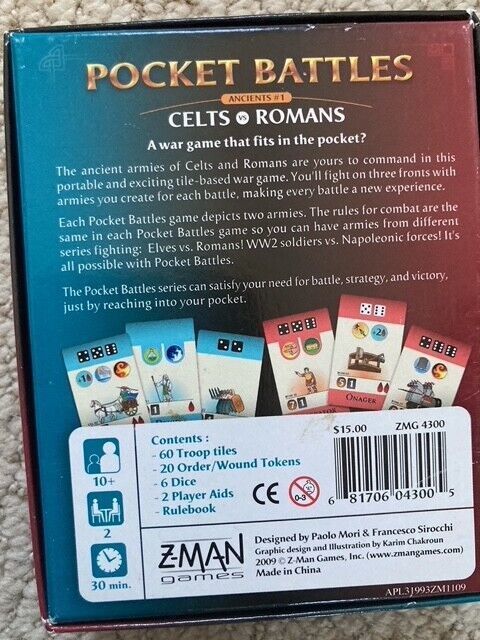 POCKET BATTLES
ANCIENTS #1
CELTS vs ROMANS
A war game that fits in the pocket?
The ancient armies of Celts and Romans are yours to command in this
portable and exciting tile-based war game. You'll fight on three fronts with
armies you create for each battle, making every battle a new experience.
Each Pocket Battles game depicts two armies. The rules for combat are the
same in each Pocket Battles game so you can have armies from different
series fighting: Elves vs. Romans! WW2 soldiers vs. Napoleonic forces! It's
all possible with Pocket Battles.
The Pocket Battles series can satisfy your need for battle, strategy, and victory,
just by reaching into your pocket.
ONAGER
Contents :
- 60 Troop tiles
- 20 Order/Wound Tokens
- 6 Dice
- 2 Player Aids
- Rulebook
10+
2
30 min.
CE
0-3
$15.00 ZMG 4300
6 81706 04300 5
Z-MAN
games
Designed by Paolo Mori & Francesco Sirocchi
Graphic design and Illustration by Karim Chakroun
2009 © Z-Man Games, Inc. (www.zmangames.com)
Made in China
APL31993ZM1109